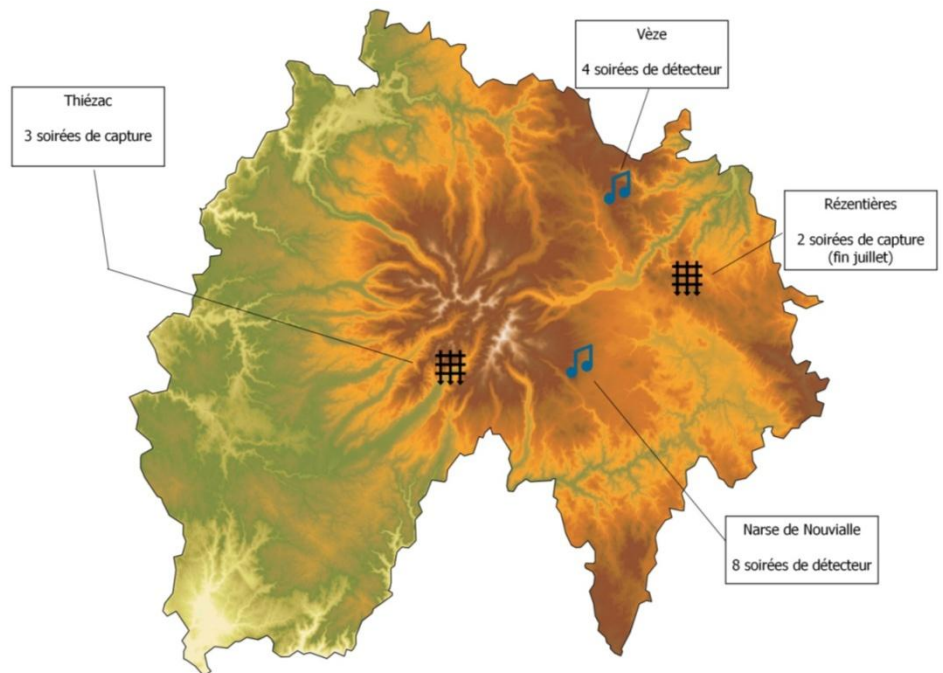 Vèze
4 soirées de détecteur
Thiézac
3 soirées de capture
Rézentières
2 soirées de capture
(fin juillet)
Narse de Nouvialle
8 soirées de détecteur